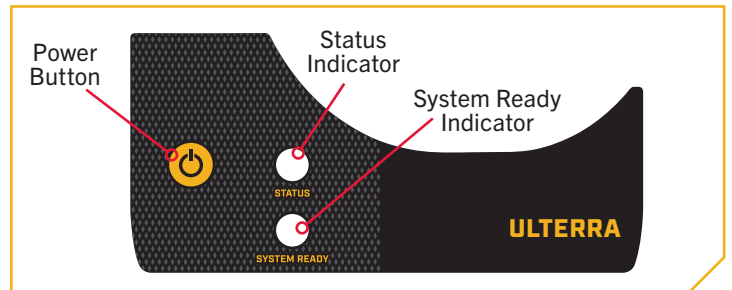 Power
Button
Status
Indicator
System Ready
Indicator
STATUS
SYSTEM READY
ULTERRA